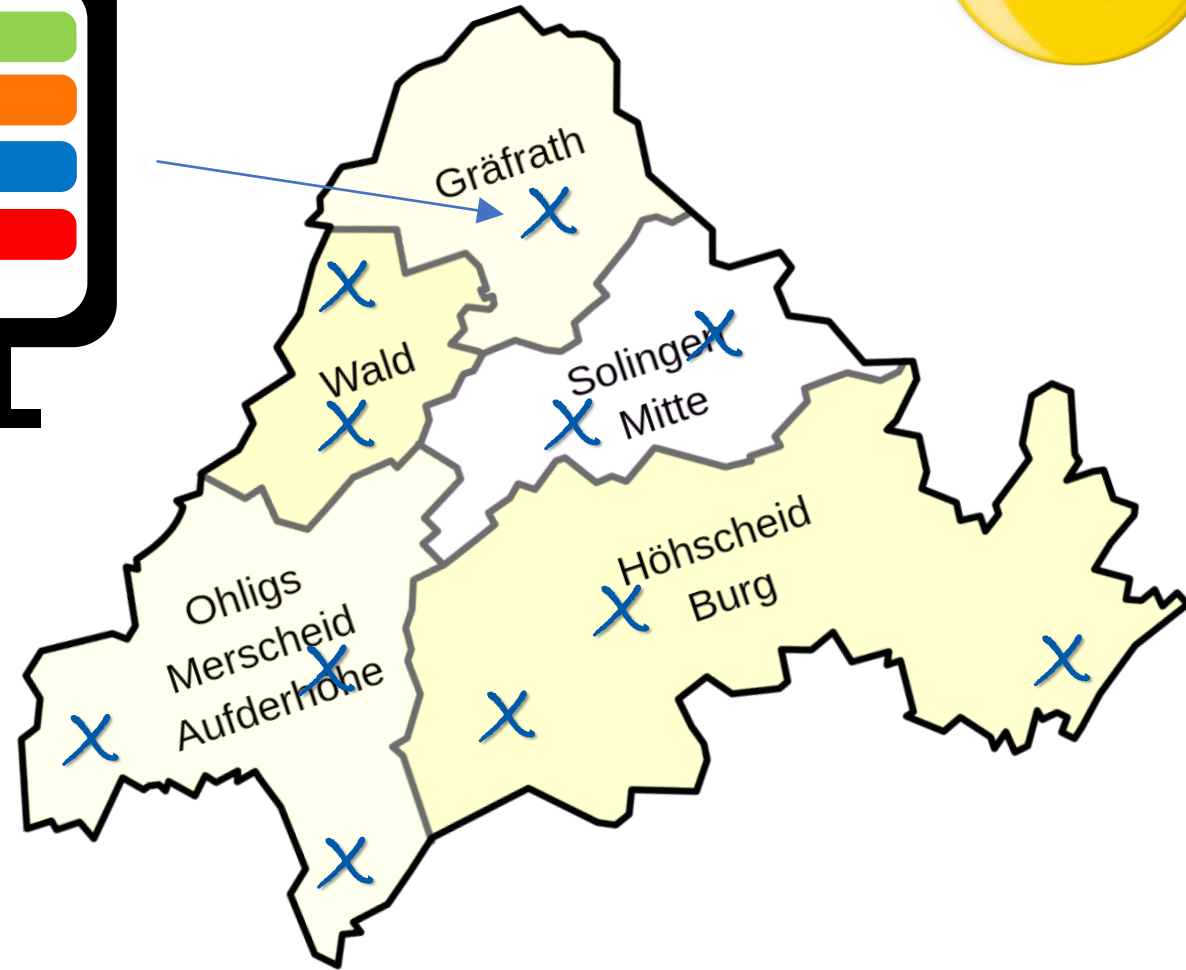 Gräfrath
Wald
Solingen
Mitte
Ohligs
Merscheid
Aufderhöhe
Höhscheid
Burg